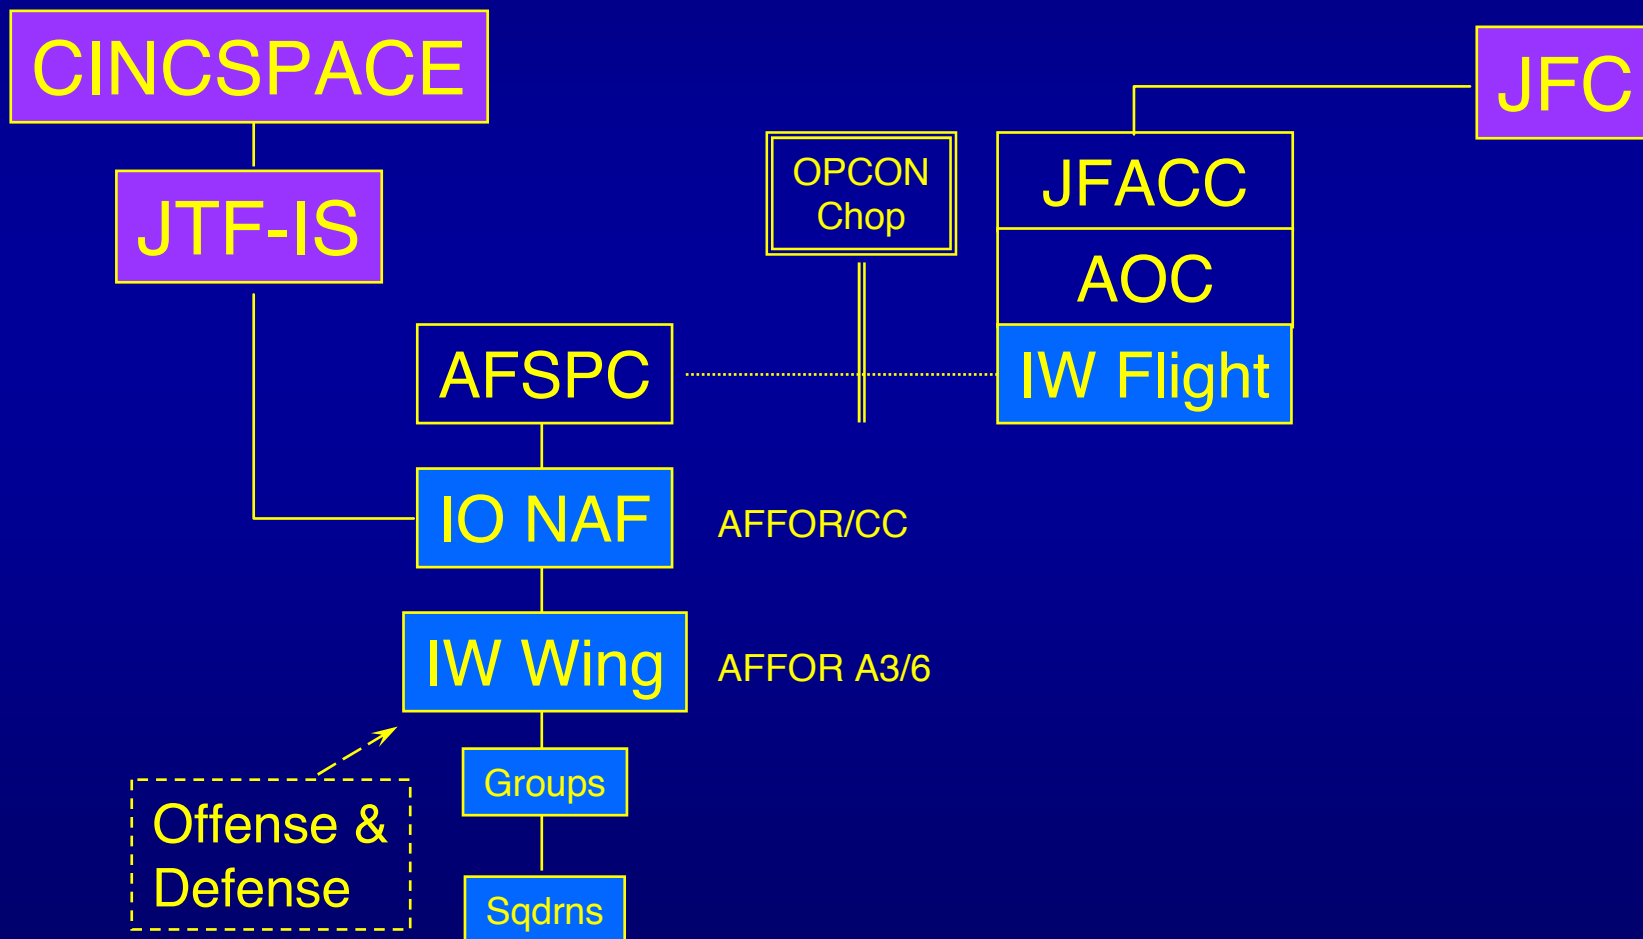 CINCSPACE
JFC
JTF-IS
OPCON
Chop
JFACC
AOC
AFSPC
IW Flight
IO NAF
AFFOR/CC
IW Wing
AFFOR A3/6
Groups
Offense &
Defense
Sqdrns